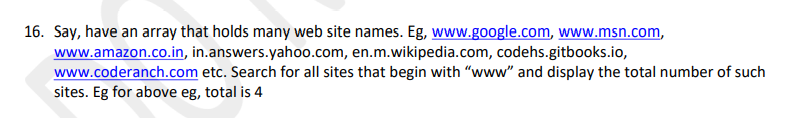 16. Say, have an array that holds many web site names. Eg, www.google.com, www.msn.com,
www.amazon.co.in, in.answers.yahoo.com, en.m.wikipedia.com, codehs.gitbooks.io,
www.coderanch.com etc. Search for all sites that begin with “www” and display the total number of such
sites. Eg for above eg, total is 4